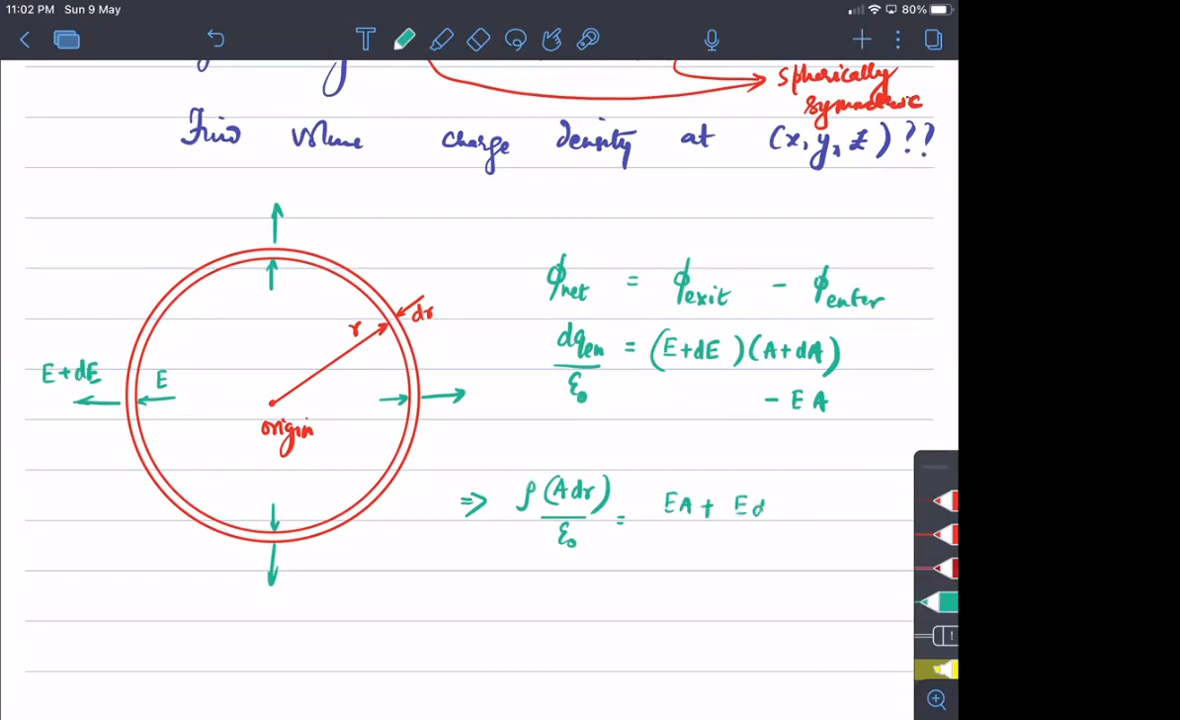 11:02 PM Sun 9 May 80%
T
spherically
symmetric
Find volume charge density at (x, y, z)??
ϕnet = ϕexit - ϕenter
dr
r
dqen/ε₀ = (E+dE)(A+dA)
- EA
E+dE
E
origin
⇒ ρ(Adr)/ε₀ = EA + Ed